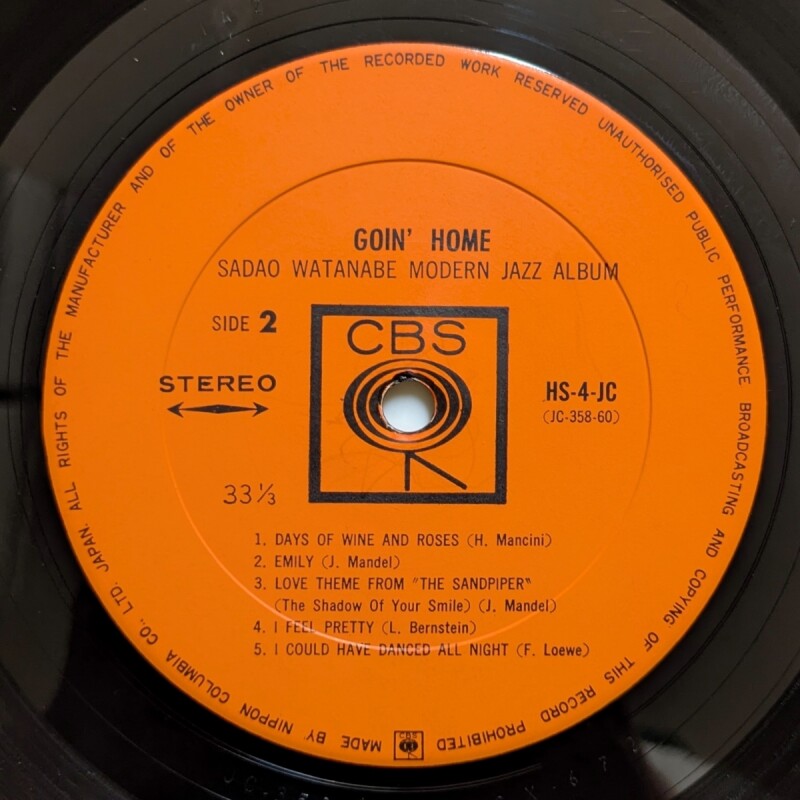 GOIN' HOME
SADAO WATANABE MODERN JAZZ ALBUM
SIDE 2
CBS
STEREO
HS-4-JC
(JC-358-60)
33 ⅓
1. DAYS OF WINE AND ROSES (H. Mancini)
2. EMILY (J. Mandel)
3. LOVE THEME FROM "THE SANDPIPER"
(The Shadow Of Your Smile) (J. Mandel)
4. I FEEL PRETTY (L. Bernstein)
5. I COULD HAVE DANCED ALL NIGHT (F. Loewe)
MADE BY NIPPON COLUMBIA CO., LTD. JAPAN. ALL RIGHTS OF THE MANUFACTURER AND OF THE OWNER OF THE RECORDED WORK RESERVED UNAUTHORISED PUBLIC PERFORMANCE BROADCASTING AND COPYING OF THIS RECORD PROHIBITED
CBS